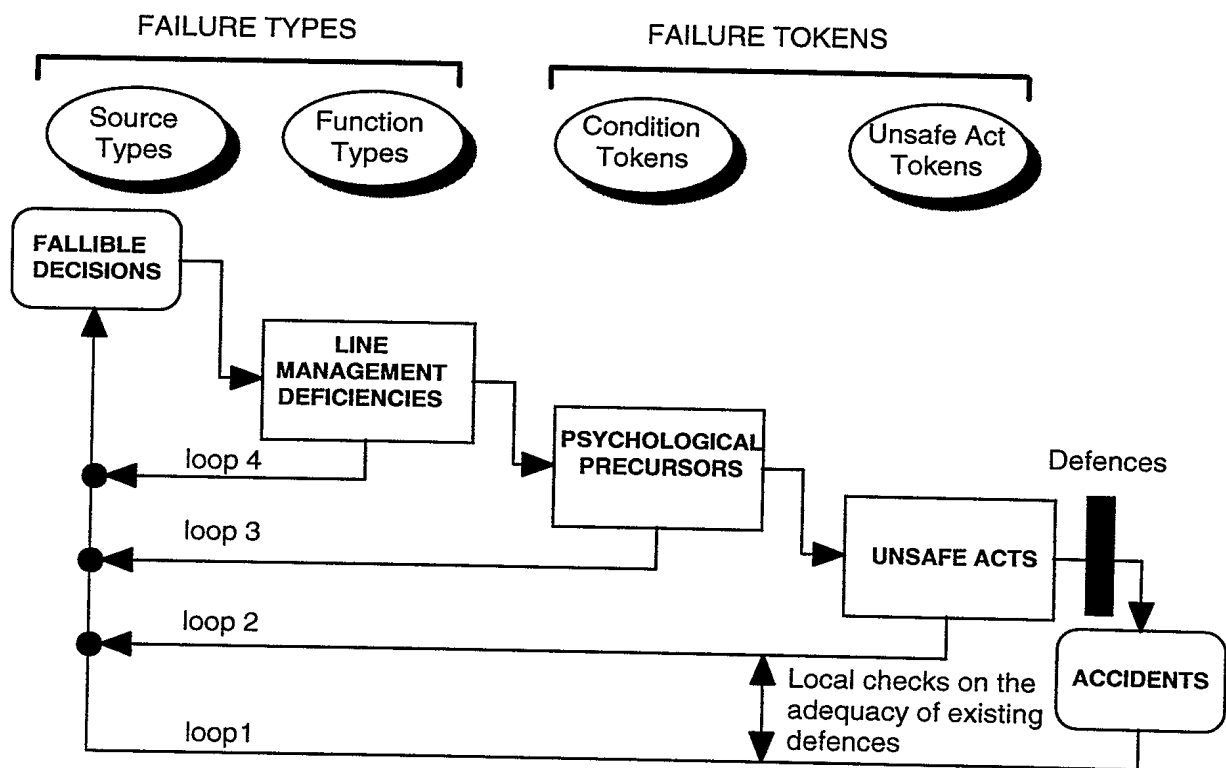 FAILURE TYPES
FAILURE TOKENS
Source
Types
Function
Types
Condition
Tokens
Unsafe Act
Tokens
FALLIBLE
DECISIONS
LINE
MANAGEMENT
DEFICIENCIES
PSYCHOLOGICAL
PRECURSORS
Defences
UNSAFE ACTS
ACCIDENTS
loop 4
loop 3
loop 2
loop1
Local checks on the
adequacy of existing
defences